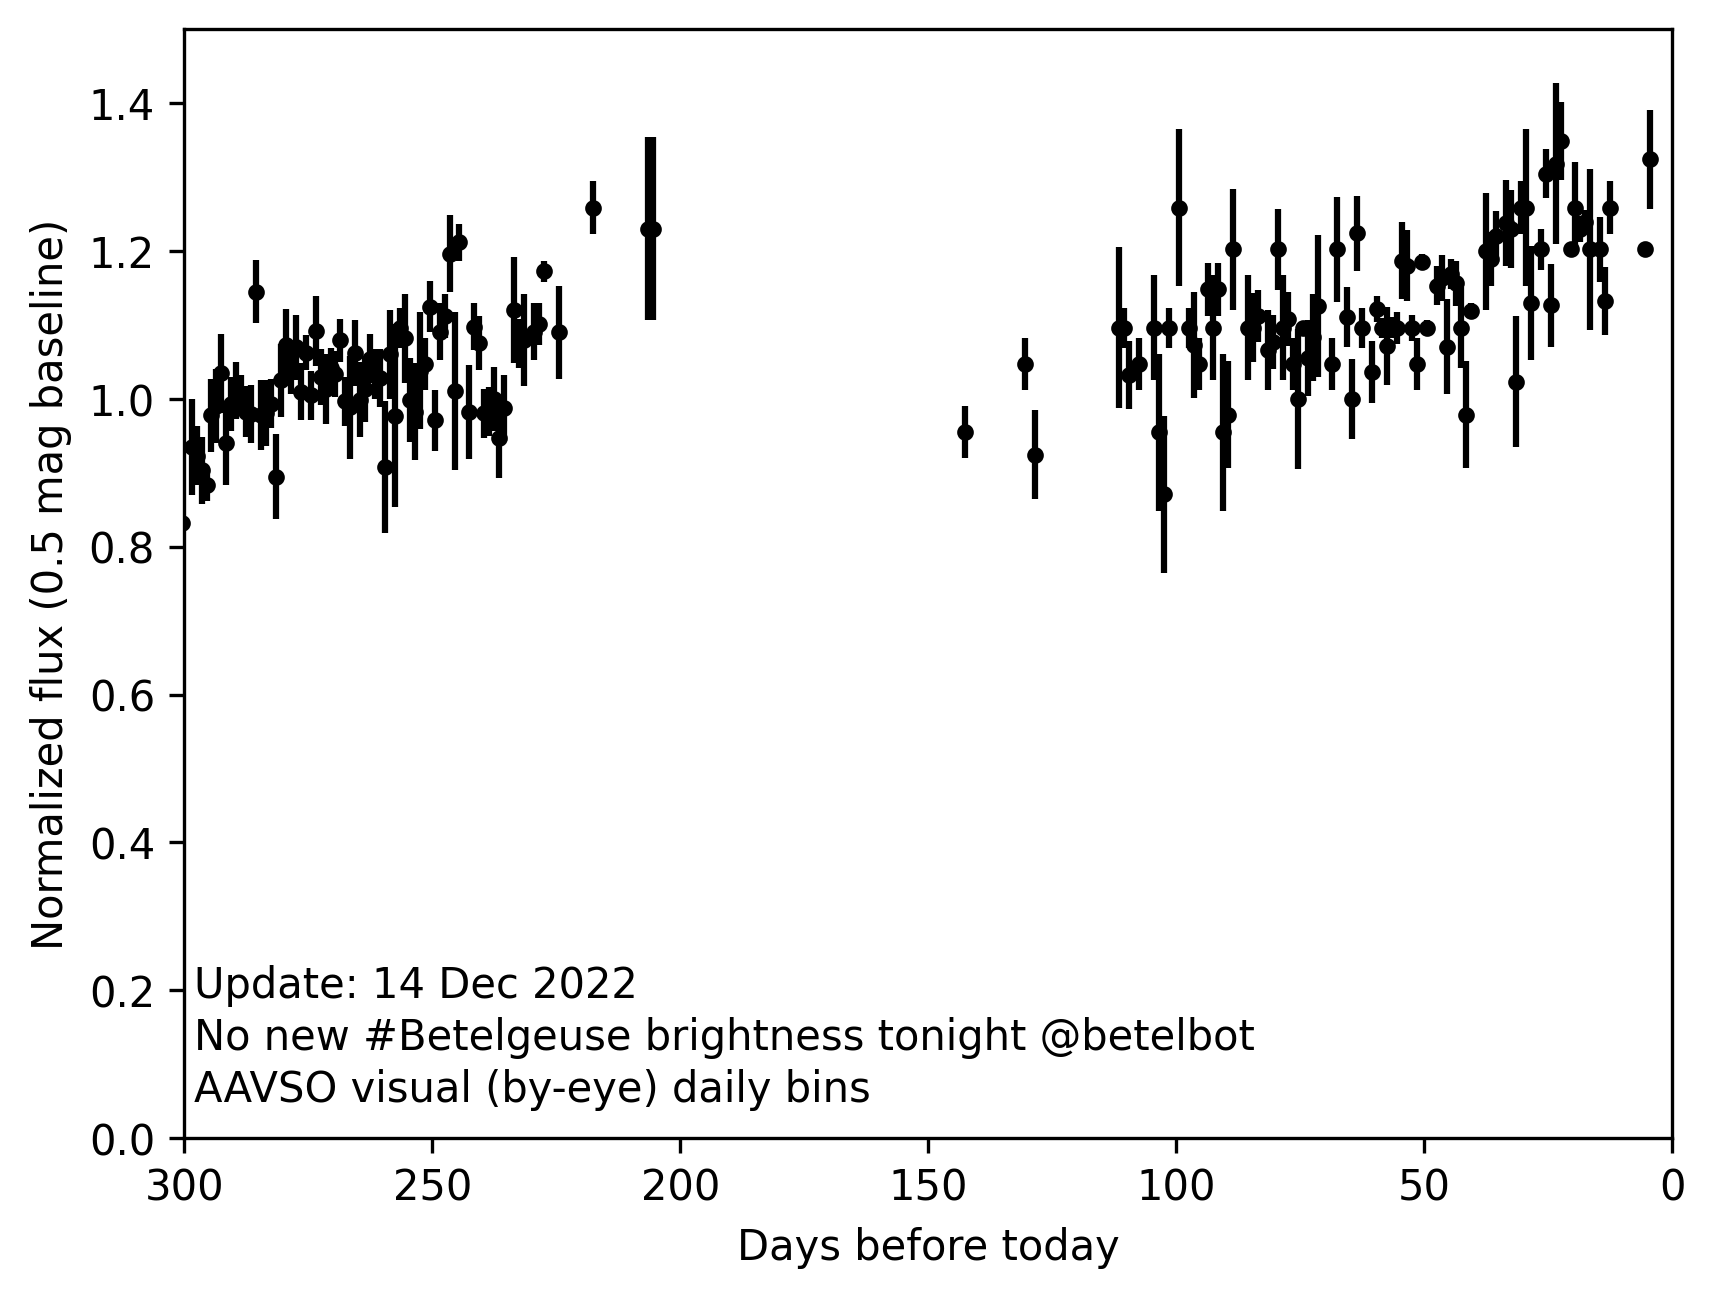 1.4
1.2
1.0
0.8
0.6
0.4
0.2
0.0
Normalized flux (0.5 mag baseline)
Update: 14 Dec 2022
No new #Betelgeuse brightness tonight @betelbot
AAVSO visual (by-eye) daily bins
300 250 200 150 100 50 0
Days before today